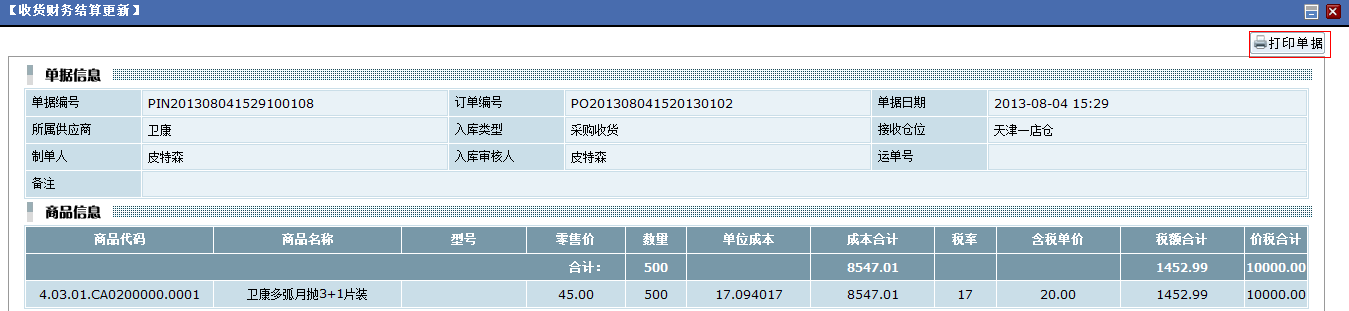 【收货财务结算更新】
打印单据
单据信息
单据编号 PIN201308041529100108 订单编号 PO201308041520130102 单据日期 2013-08-04 15:29
所属供应商 卫康 入库类型 采购收货 接收仓位 天津一店仓
制单人 皮特森 入库审核人 皮特森 运单号
备注
商品信息
商品代码 商品名称 型号 零售价 数量 单位成本 成本合计 税率 含税单价 税额合计 价税合计
合计： 500 8547.01 1452.99 10000.00
4.03.01.CA0200000.0001 卫康多弧月抛3+1片装 45.00 500 17.094017 8547.01 17 20.00 1452.99 10000.00